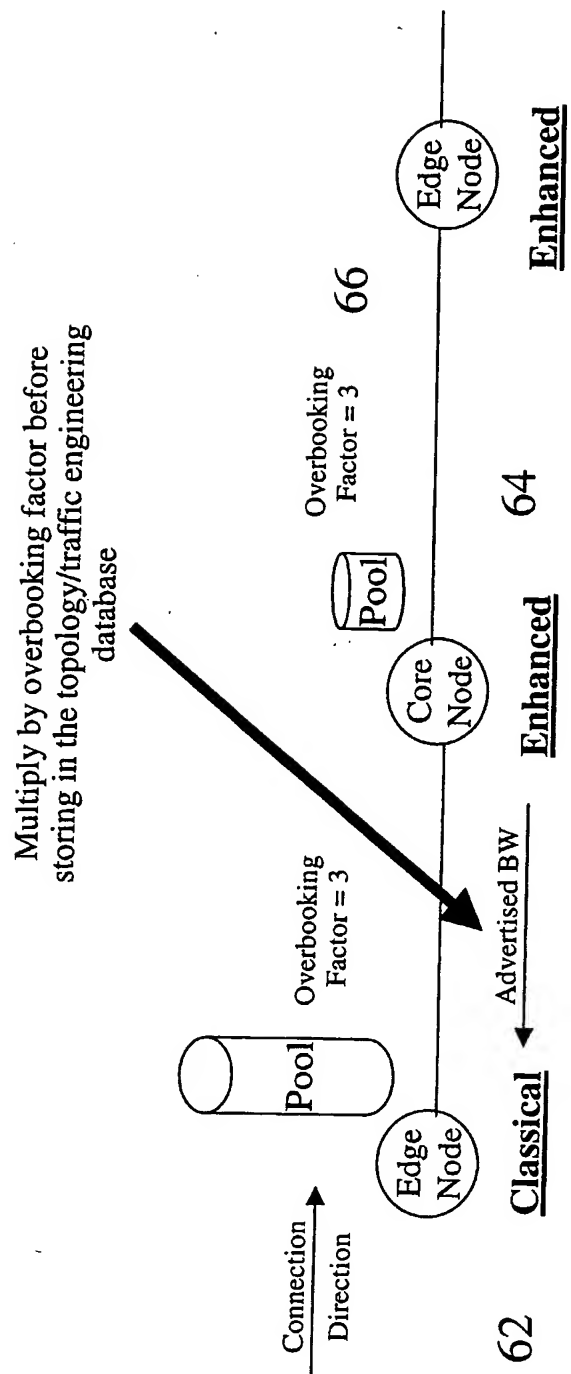 Multiply by overbooking factor before
storing in the topology/traffic engineering
database
Connection
Direction
Pool
Overbooking
Factor = 3
Pool
Overbooking
Factor = 3
66
Edge
Node
Core
Node
Edge
Node
62
Classical
Advertised BW
Enhanced
64
Enhanced